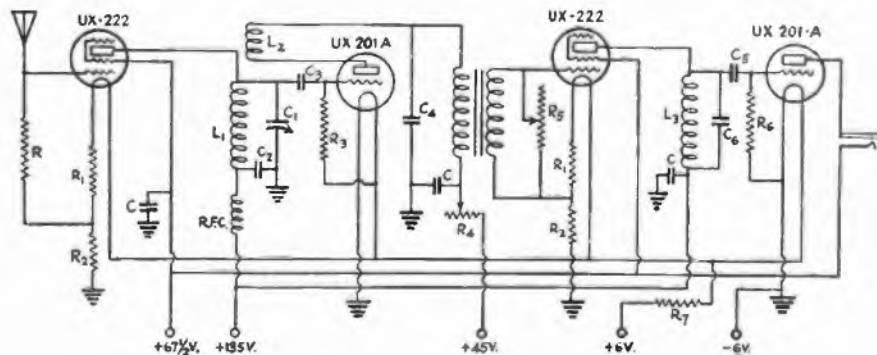 UX-222
L2
UX 201A
UX-222
UX 201-A
C3
C5
L1
C1
C4
R5
L3
C6
R6
R
R3
C2
R1
C
C
R1
C
R2
RFC
R4
R2
R7
+67½V.
+135V.
+45V.
+6V.
-6V.